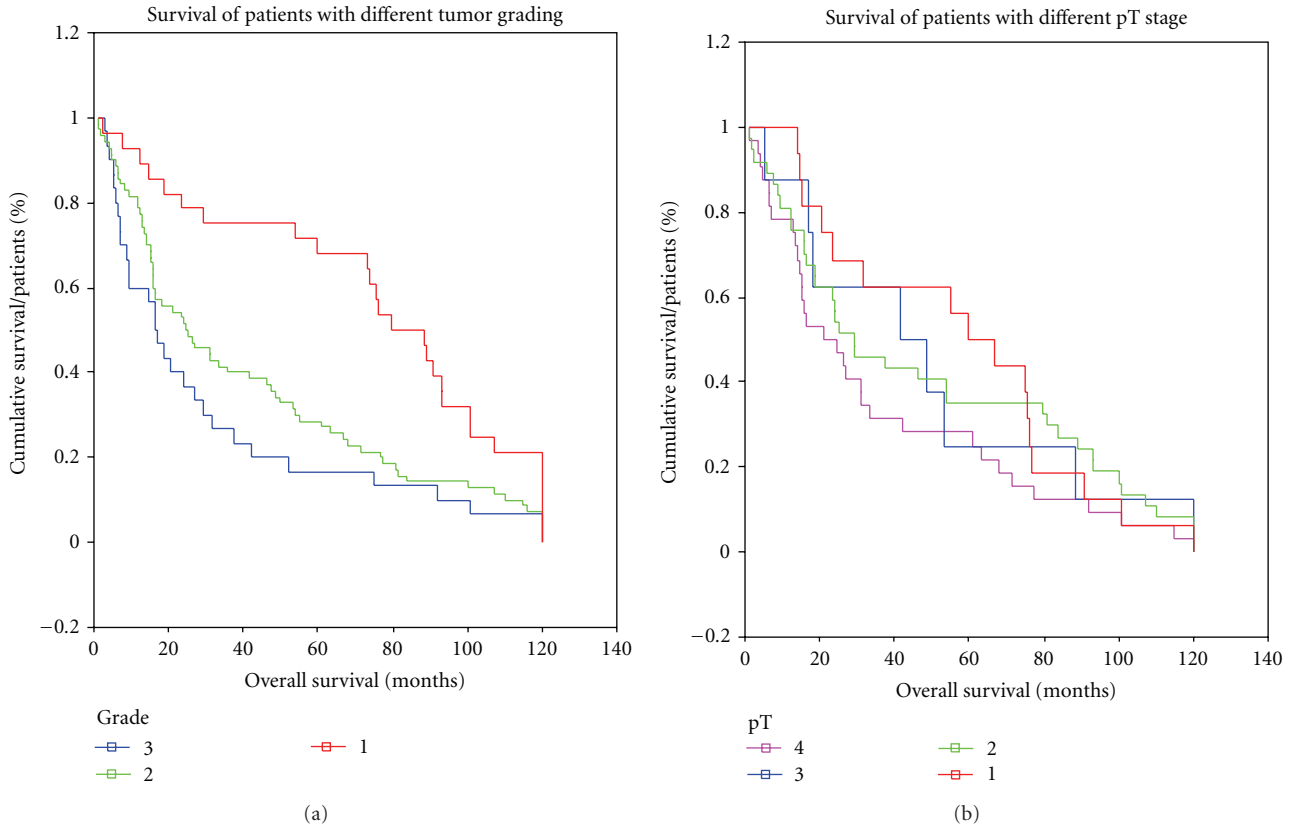 Survival of patients with different tumor grading
1.2
1
0.8
0.6
0.4
0.2
0
−0.2
Cumulative survival/patients (%)
0 20 40 60 80 100 120 140
Overall survival (months)
Grade
3
2
1
(a)
Survival of patients with different pT stage
1.2
1
0.8
0.6
0.4
0.2
0
−0.2
Cumulative survival/patients (%)
0 20 40 60 80 100 120 140
Overall survival (months)
pT
4
3
2
1
(b)